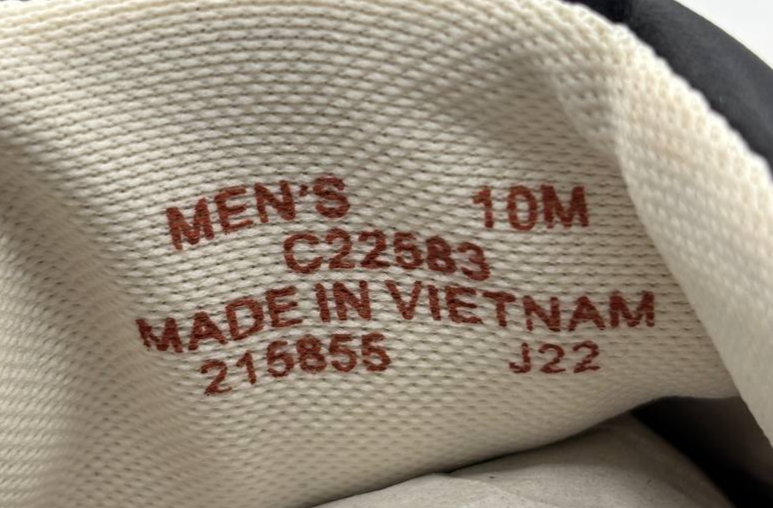 MEN'S 10M
C22583
MADE IN VIETNAM
215855 J22